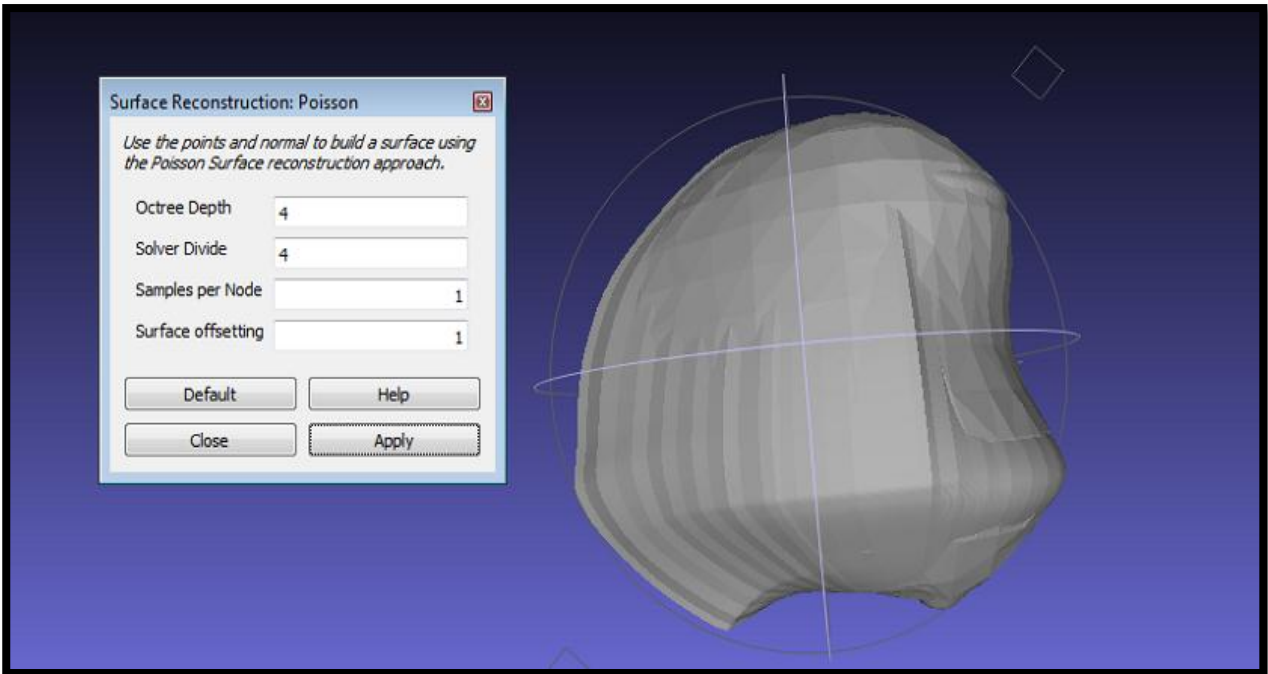 Surface Reconstruction: Poisson
Use the points and normal to build a surface using
the Poisson Surface reconstruction approach.
Octree Depth 4
Solver Divide 4
Samples per Node 1
Surface offsetting 1
Default Help
Close Apply